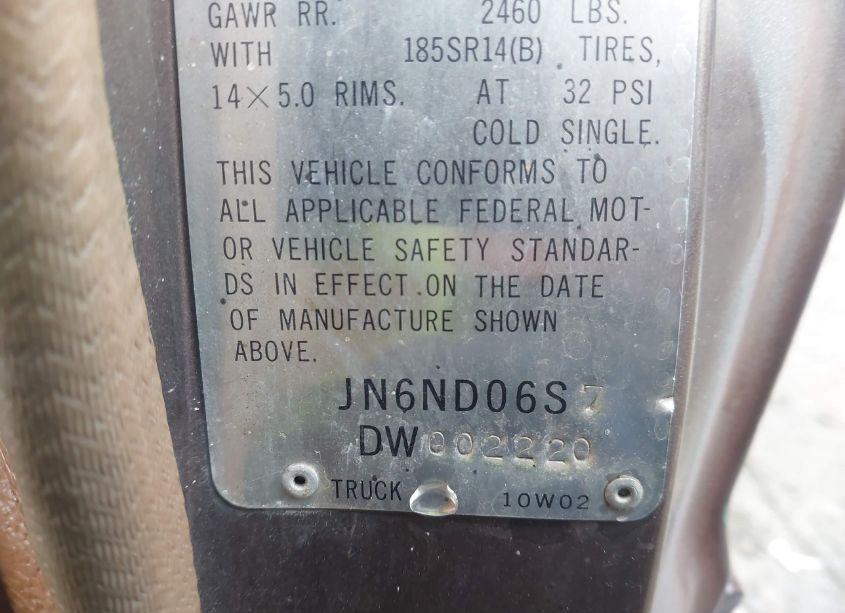 GAWR RR. 2460 LBS.
WITH 185SR14(B) TIRES,
14×5.0 RIMS. AT 32 PSI
COLD SINGLE.
THIS VEHICLE CONFORMS TO
ALL APPLICABLE FEDERAL MOT-
OR VEHICLE SAFETY STANDAR-
DS IN EFFECT ON THE DATE
OF MANUFACTURE SHOWN
ABOVE.
JN6ND06S7
DW002220
TRUCK 10W02